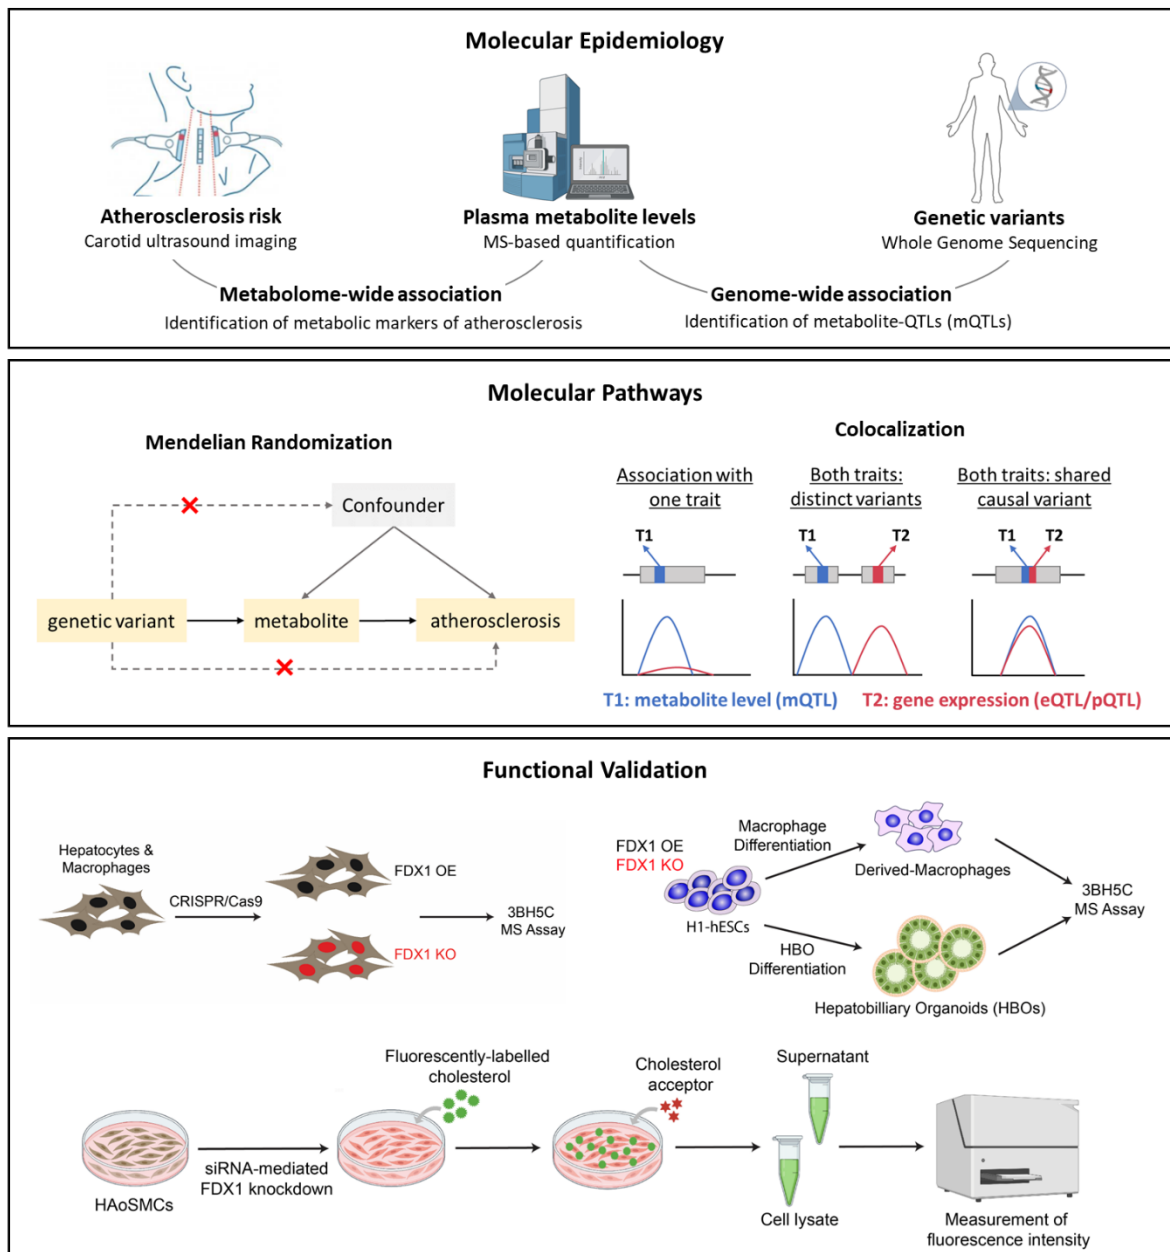 Molecular Epidemiology
Atherosclerosis risk
Carotid ultrasound imaging
Plasma metabolite levels
MS-based quantification
Genetic variants
Whole Genome Sequencing
Metabolome-wide association
Identification of metabolic markers of atherosclerosis
Genome-wide association
Identification of metabolite-QTLs (mQTLs)
Molecular Pathways
Mendelian Randomization
Confounder
genetic variant
metabolite
atherosclerosis
Colocalization
Association with
one trait
Both traits:
distinct variants
Both traits: shared
causal variant
T1
T1
T2
T1
T2
T1: metabolite level (mQTL)
T2: gene expression (eQTL/pQTL)
Functional Validation
Hepatocytes &
Macrophages
CRISPR/Cas9
FDX1 OE
FDX1 KO
3BH5C
MS Assay
FDX1 OE
FDX1 KO
H1-hESCs
Macrophage
Differentiation
Derived-Macrophages
HBO
Differentiation
Hepatobilliary Organoids (HBOs)
3BH5C
MS Assay
HAoSMCs
siRNA-mediated
FDX1 knockdown
Fluorescently-labelled
cholesterol
Cholesterol
acceptor
Supernatant
Cell lysate
Measurement of
fluorescence intensity